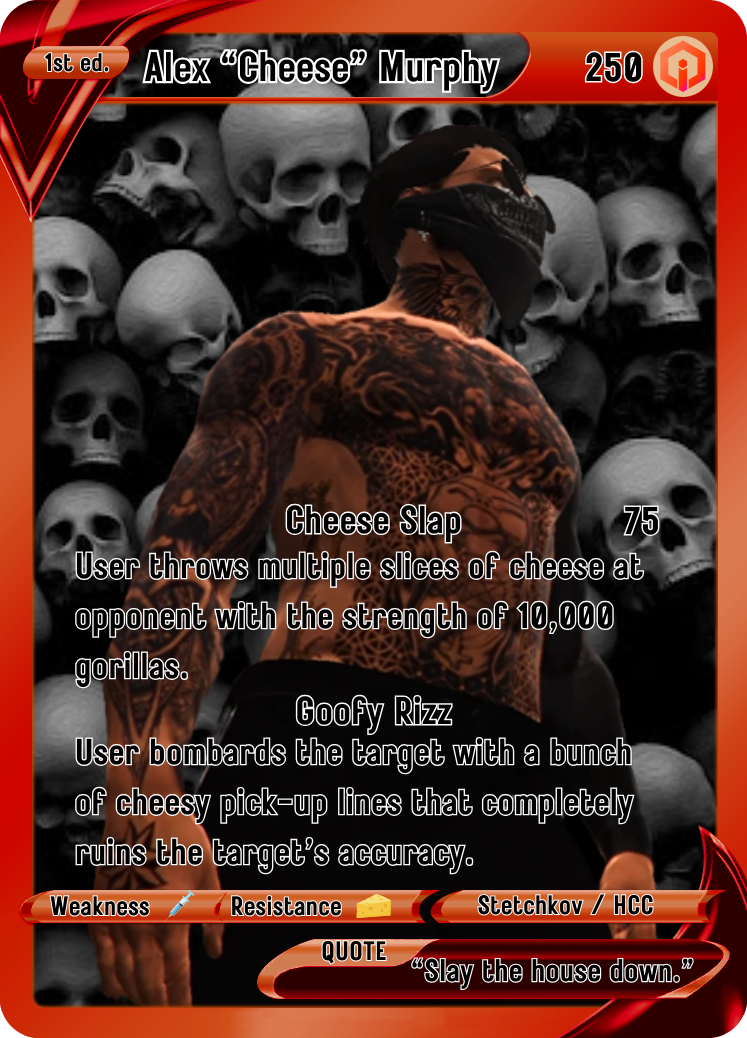 1st ed. Alex “Cheese” Murphy 250
Cheese Slap 75
User throws multiple slices of cheese at
opponent with the strength of 10,000
gorillas.
Goofy Rizz
User bombards the target with a bunch
of cheesy pick-up lines that completely
ruins the target’s accuracy.
Weakness Resistance Stetchkov / HCC
QUOTE
“Slay the house down.”